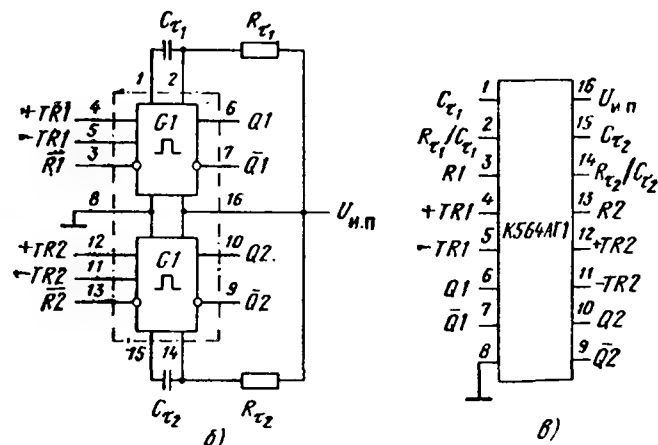 Cτ1
Rτ1
1
2
+TR1 4
-TR1 5
R̅1̅ 3
G1
6 Q1
7 Q̅1
8
16
Uи.п
+TR2 12
-TR2 11
R̅2̅ 13
G1
10 Q2.
9 Q̅2
15
14
Cτ2
Rτ2
б)
Cτ1 1
Rτ1/Cτ1 2
R1 3
+TR1 4
-TR1 5
Q1 6
Q̅1 7
8
К564АГ1
16 Uи.п
15 Cτ2
14 Rτ2/Cτ2
13 R2
12 +TR2
11 -TR2
10 Q2
9 Q̅2
в)